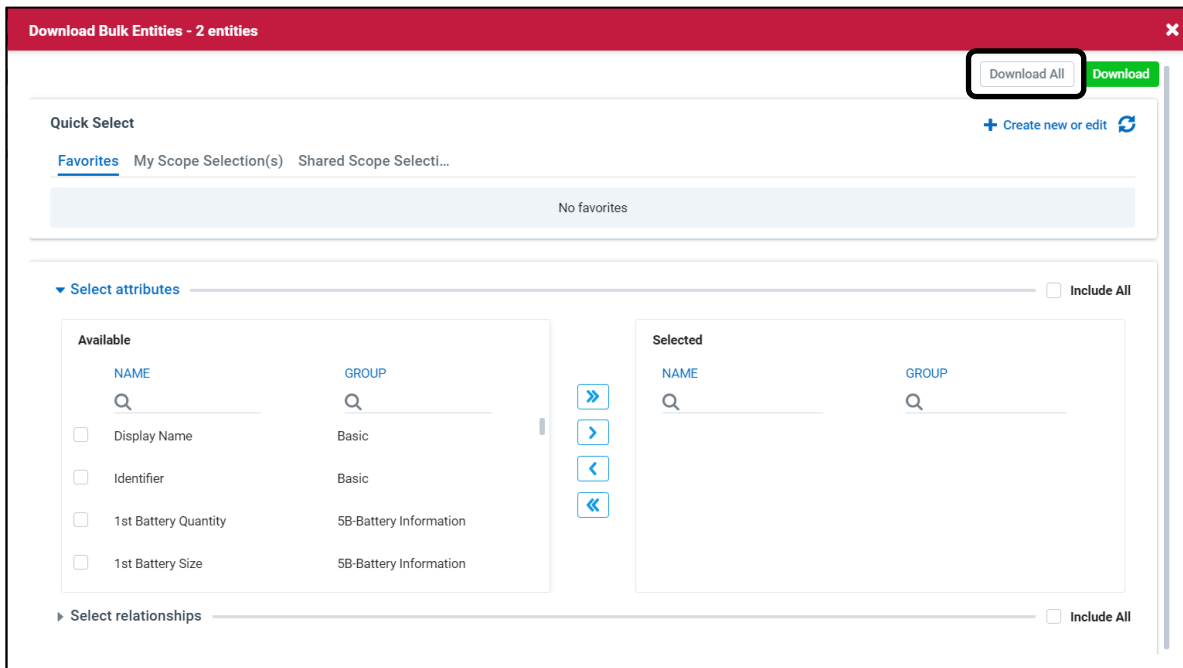 Download Bulk Entities - 2 entities
Download All Download
Quick Select
Create new or edit
Favorites My Scope Selection(s) Shared Scope Selecti...
No favorites
Select attributes Include All
Available Selected
NAME GROUP NAME GROUP
Display Name Basic
Identifier Basic
1st Battery Quantity 5B-Battery Information
1st Battery Size 5B-Battery Information
Select relationships Include All